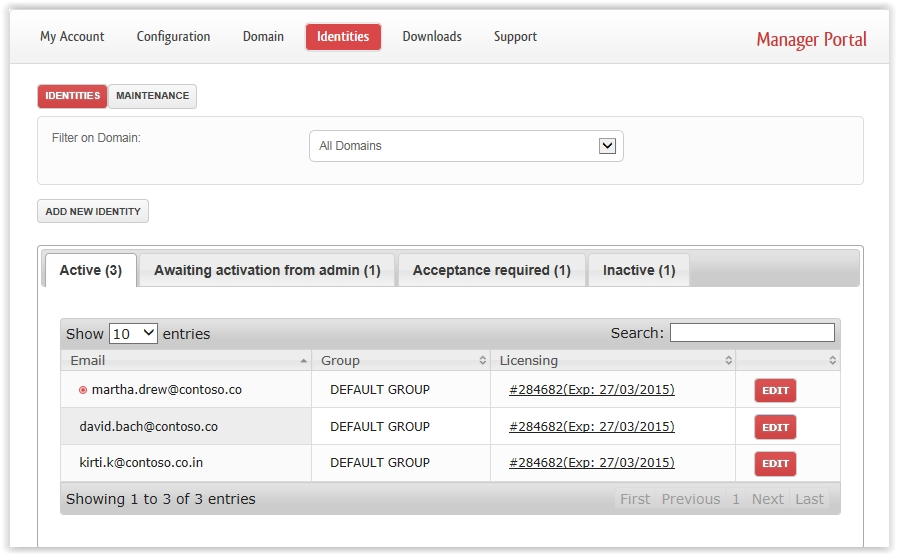 My Account Configuration Domain Identities Downloads Support Manager Portal
IDENTITIES MAINTENANCE
Filter on Domain: All Domains
ADD NEW IDENTITY
Active (3) Awaiting activation from admin (1) Acceptance required (1) Inactive (1)
Show 10 entries Search:
Email Group Licensing
martha.drew@contoso.co DEFAULT GROUP #284682(Exp: 27/03/2015) EDIT
david.bach@contoso.co DEFAULT GROUP #284682(Exp: 27/03/2015) EDIT
kirti.k@contoso.co.in DEFAULT GROUP #284682(Exp: 27/03/2015) EDIT
Showing 1 to 3 of 3 entries First Previous 1 Next Last